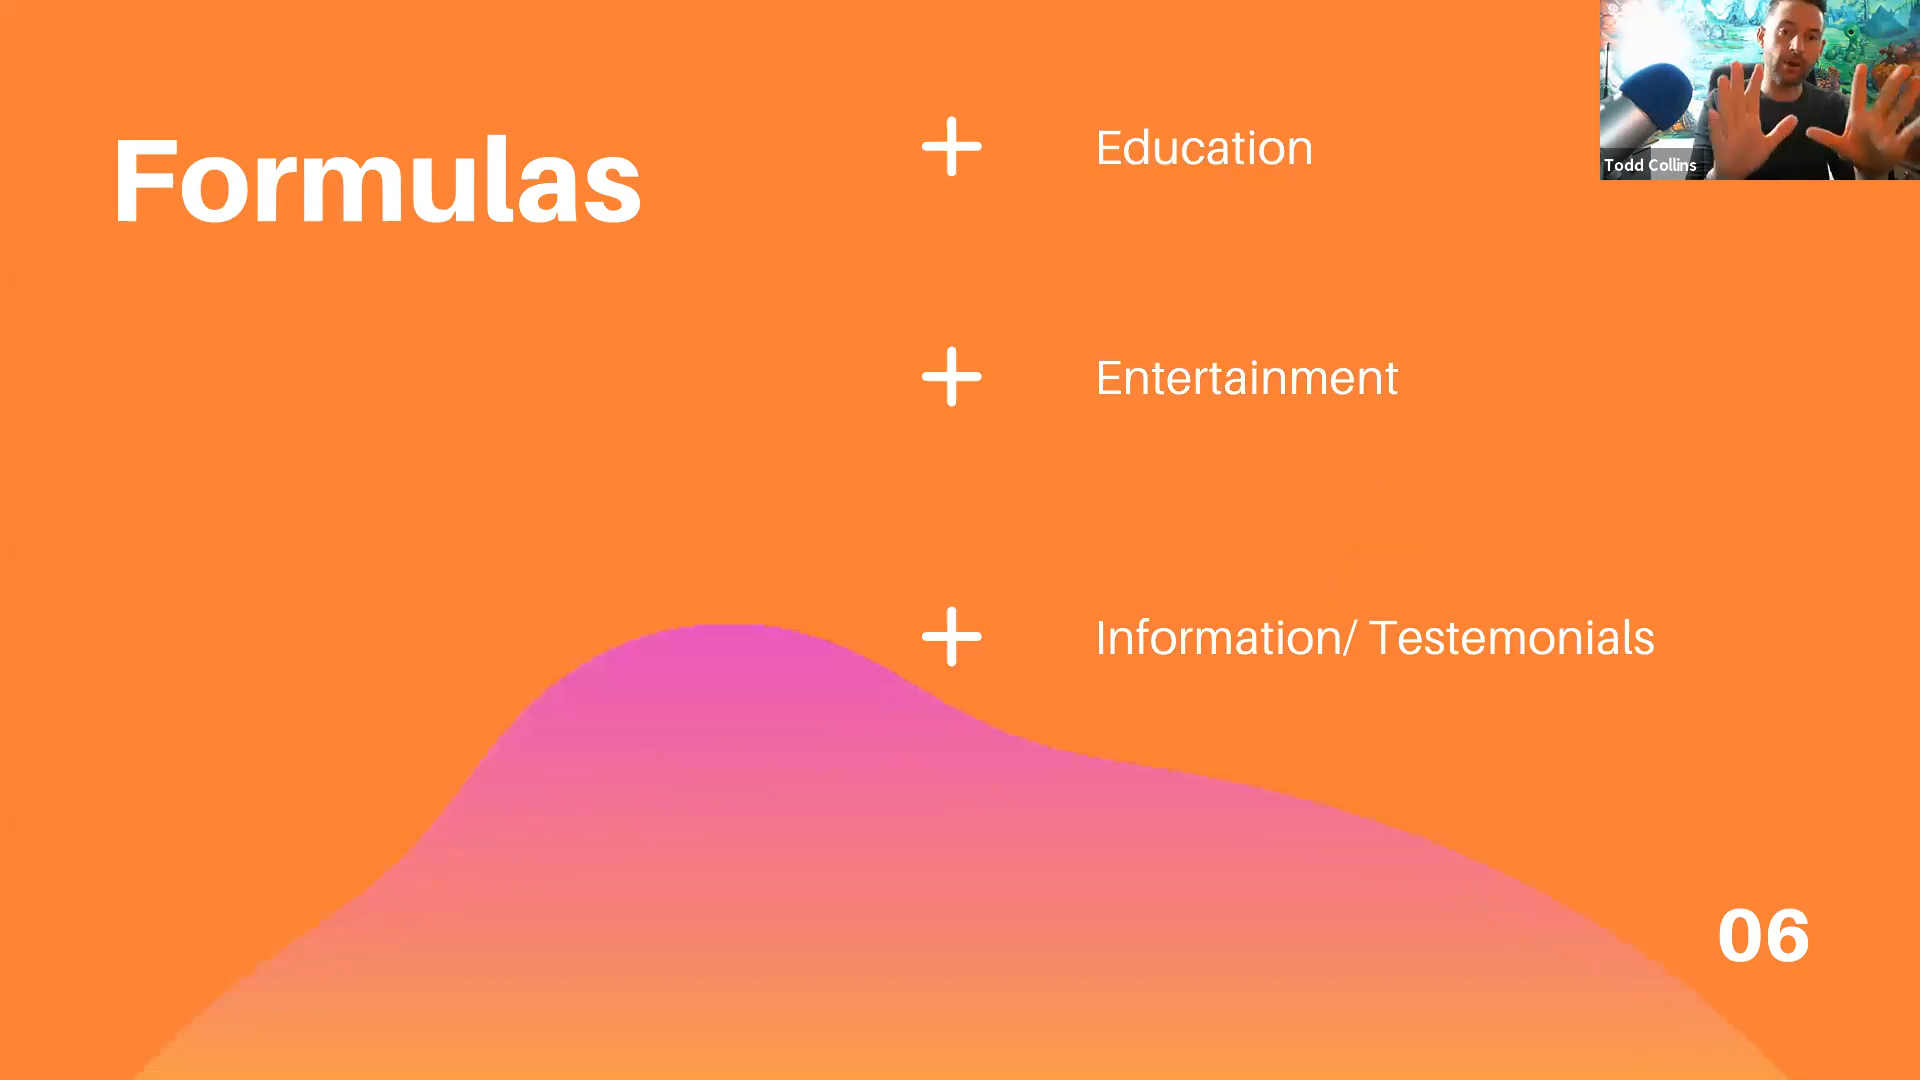 Formulas
Education
Entertainment
Information/ Testemonials
06
Todd Collins